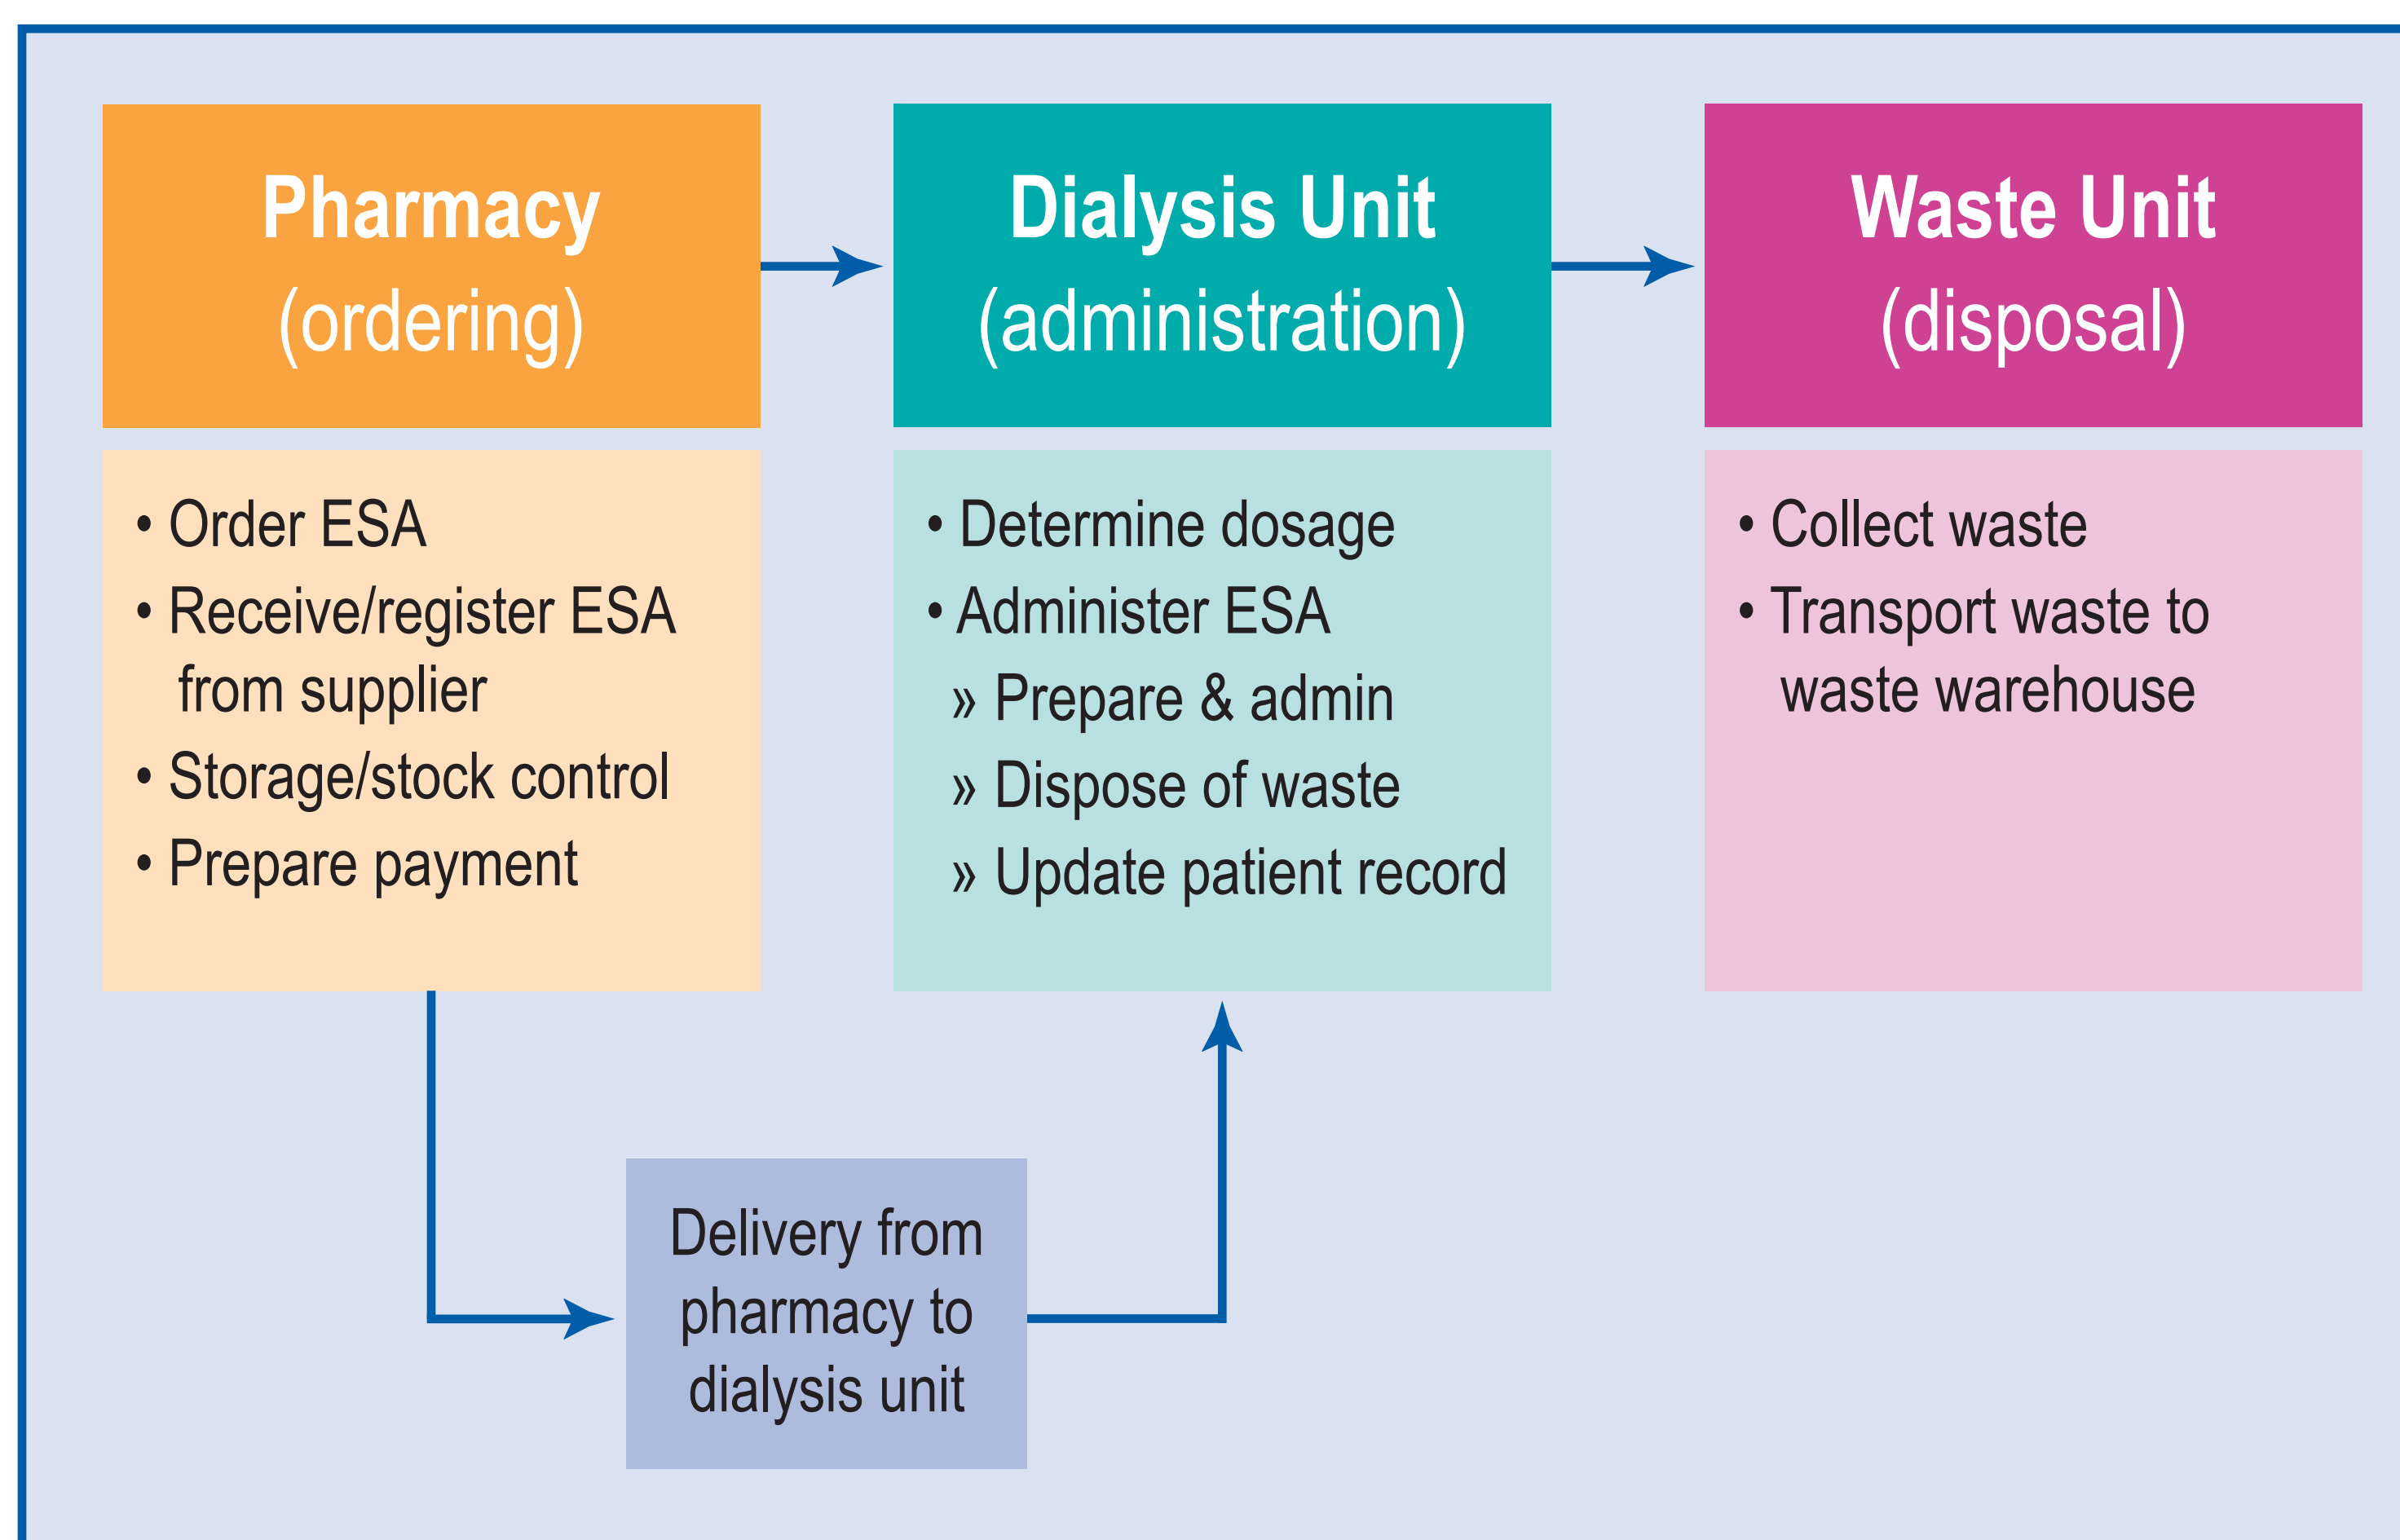 Pharmacy
(ordering)
• Order ESA
• Receive/register ESA
from supplier
• Storage/stock control
• Prepare payment
Dialysis Unit
(administration)
• Determine dosage
• Administer ESA
» Prepare & admin
» Dispose of waste
» Update patient record
Waste Unit
(disposal)
• Collect waste
• Transport waste to
waste warehouse
Delivery from
pharmacy to
dialysis unit